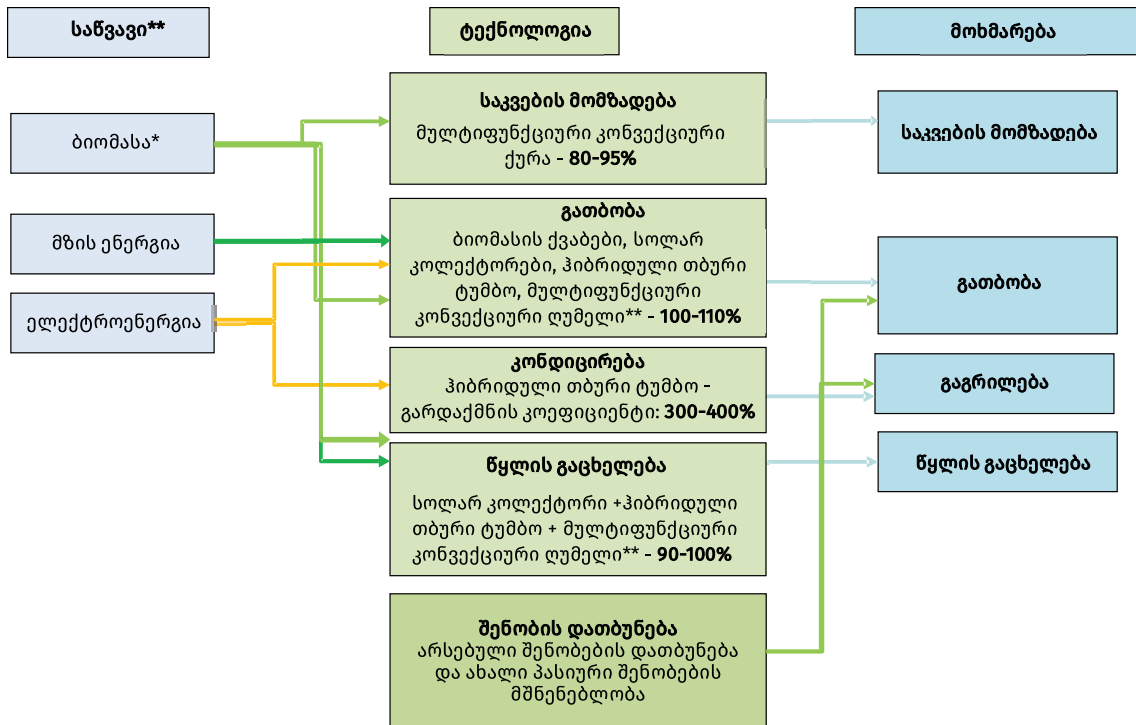 საწვავი**
ტექნოლოგია
მოხმარება
ბიომასა*
მზის ენერგია
ელექტროენერგია
საკვების მომზადება
მულტიფუნქციური კონვექციური
ქურა - 80-95%
გათბობა
ბიომასის ქვაბები, სოლარ
კოლექტორები, ჰიბრიდული თბური
ტუმბო, მულტიფუნქციური
კონვექციური ღუმელი** - 100-110%
კონდიცირება
ჰიბრიდული თბური ტუმბო -
გარდაქმნის კოეფიციენტი: 300-400%
წყლის გაცხელება
სოლარ კოლექტორი +ჰიბრიდული
თბური ტუმბო + მულტიფუნქციური
კონვექციური ღუმელი** - 90-100%
შენობის დათბუნება
არსებული შენობების დათბუნება
და ახალი პასიური შენობების
მშნენებლობა
საკვების მომზადება
გათბობა
გაგრილება
წყლის გაცხელება